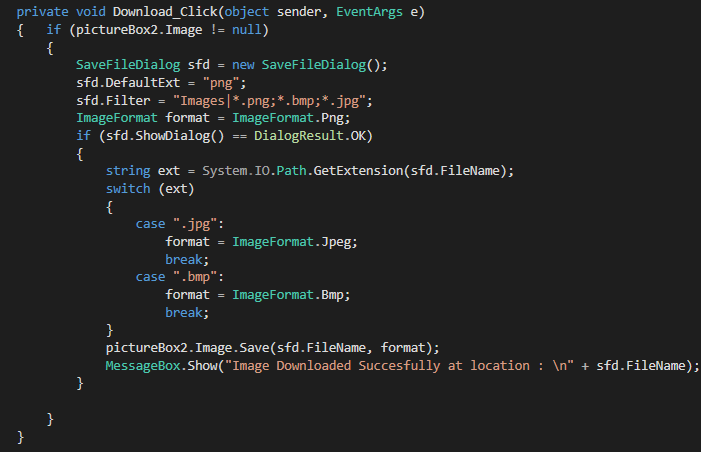 private void Download_Click(object sender, EventArgs e)
{   if (pictureBox2.Image != null)
    {
        SaveFileDialog sfd = new SaveFileDialog();
        sfd.DefaultExt = "png";
        sfd.Filter = "Images|*.png;*.bmp;*.jpg";
        ImageFormat format = ImageFormat.Png;
        if (sfd.ShowDialog() == DialogResult.OK)
        {
            string ext = System.IO.Path.GetExtension(sfd.FileName);
            switch (ext)
            {
                case ".jpg":
                    format = ImageFormat.Jpeg;
                    break;
                case ".bmp":
                    format = ImageFormat.Bmp;
                    break;
            }
            pictureBox2.Image.Save(sfd.FileName, format);
            MessageBox.Show("Image Downloaded Succesfully at location : \n" + sfd.FileName);
        }

    }
}